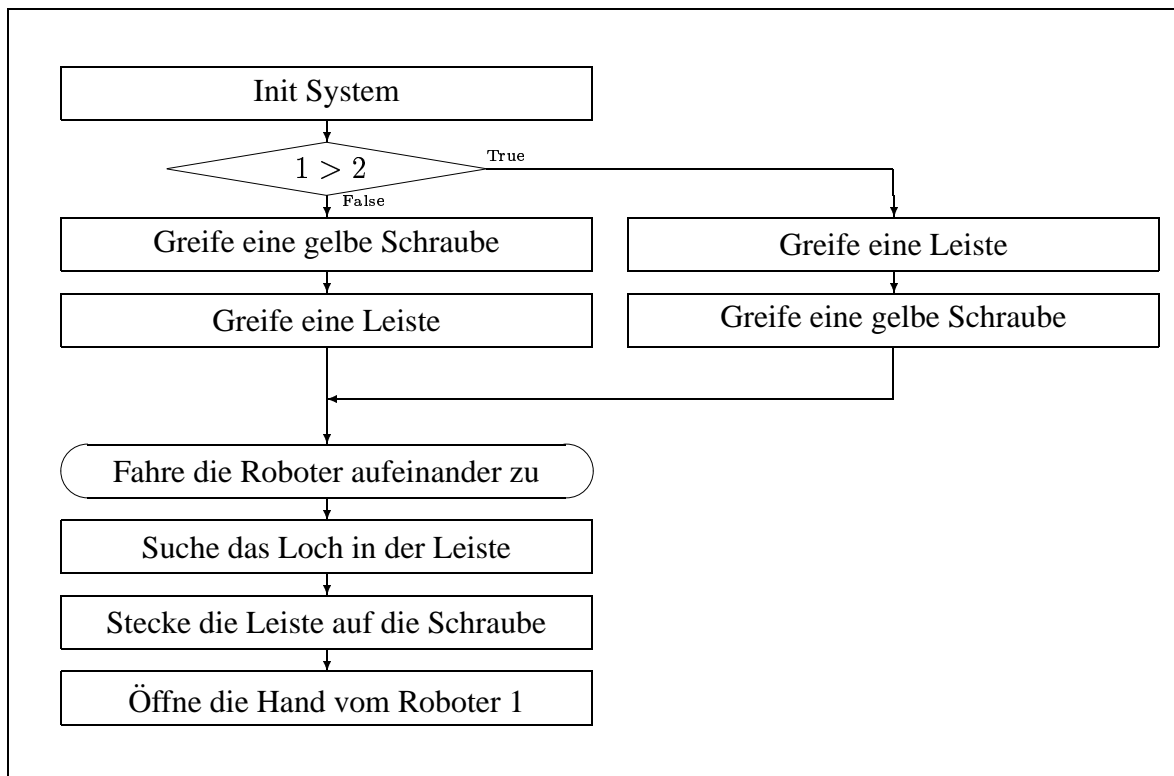 Init System
1 > 2
True
False
Greife eine gelbe Schraube
Greife eine Leiste
Greife eine Leiste
Greife eine gelbe Schraube
Fahre die Roboter aufeinander zu
Suche das Loch in der Leiste
Stecke die Leiste auf die Schraube
Öffne die Hand vom Roboter 1